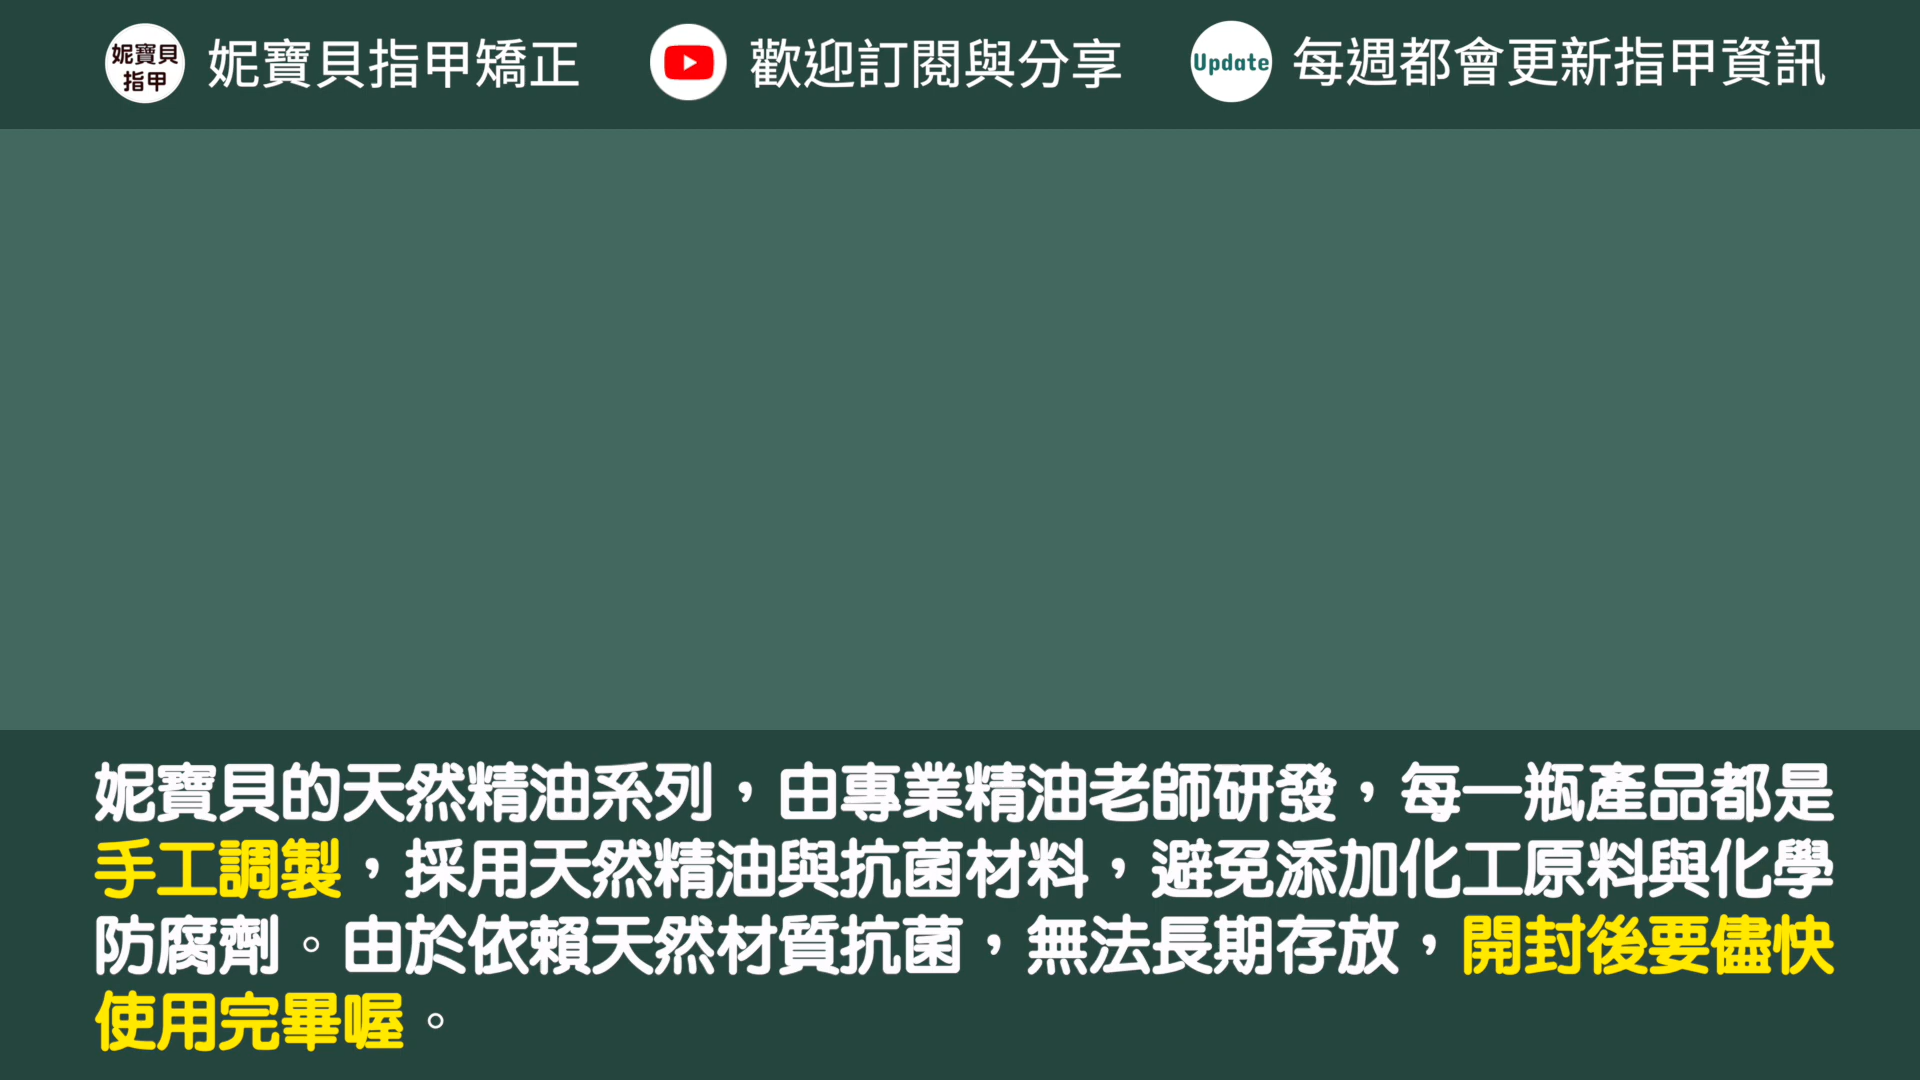 妮寶貝
指甲
妮寶貝指甲矯正
歡迎訂閱與分享
Update
每週都會更新指甲資訊
妮寶貝的天然精油系列，由專業精油老師研發，每一瓶產品都是
手工調製，採用天然精油與抗菌材料，避免添加化工原料與化學
防腐劑。由於依賴天然材質抗菌，無法長期存放，開封後要儘快
使用完畢喔。